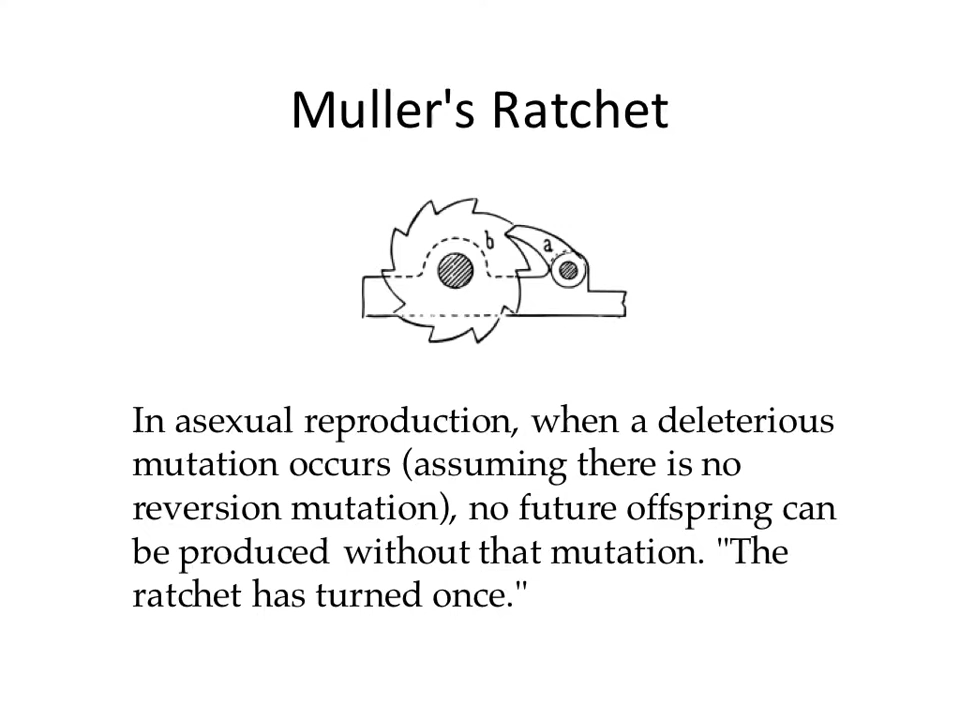 Muller's Ratchet
b
a
In asexual reproduction, when a deleterious
mutation occurs (assuming there is no
reversion mutation), no future offspring can
be produced without that mutation. "The
ratchet has turned once."